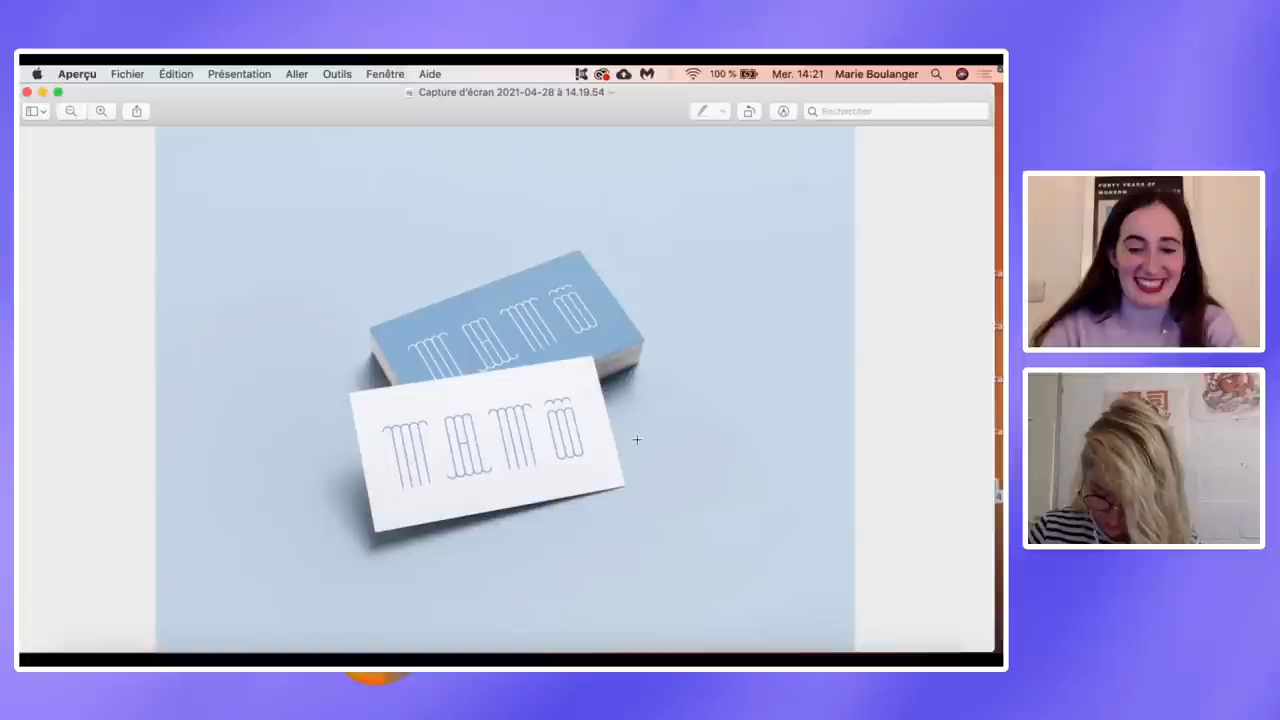 Aperçu Fichier Édition Présentation Aller Outils Fenêtre Aide 100 % Mer. 14:21 Marie Boulanger
Capture d'écran 2021-04-28 à 14.19.54
Rechercher
FORTY YEARS OF
MODERN